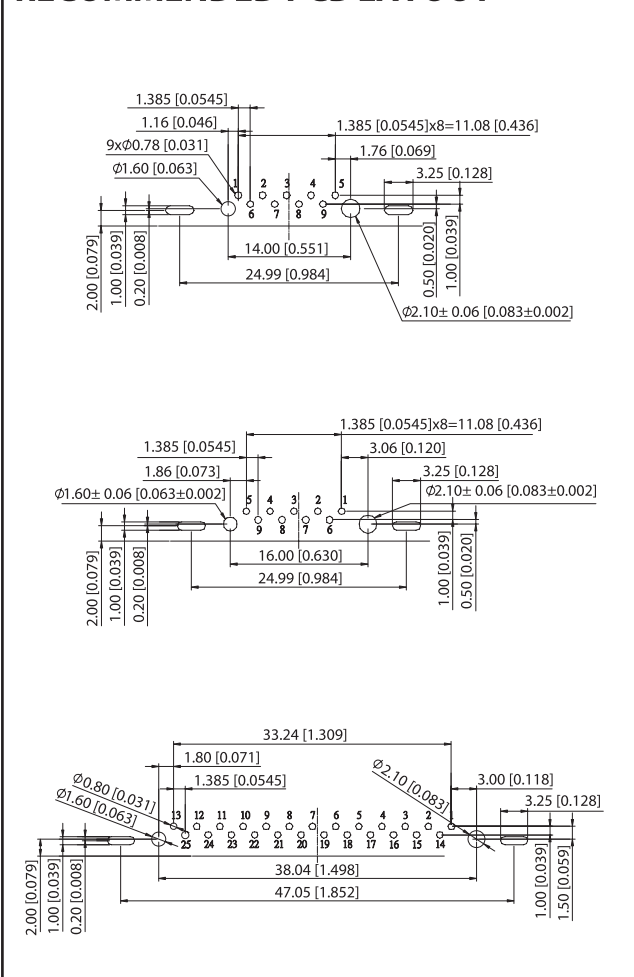 RECOMMENDED PCB LAYOUT
1.385 [0.0545]
1.16 [0.046]
1.385 [0.0545]x8=11.08 [0.436]
9xØ0.78 [0.031]
1.76 [0.069]
Ø1.60 [0.063]
3.25 [0.128]
1 2 3 4 5
6 7 8 9
14.00 [0.551]
24.99 [0.984]
2.00 [0.079]
1.00 [0.039]
0.20 [0.008]
0.50 [0.020]
1.00 [0.039]
Ø2.10± 0.06 [0.083±0.002]
1.385 [0.0545]x8=11.08 [0.436]
1.385 [0.0545]
3.06 [0.120]
1.86 [0.073]
3.25 [0.128]
Ø1.60± 0.06 [0.063±0.002]
Ø2.10± 0.06 [0.083±0.002]
5 4 3 2 1
9 8 7 6
16.00 [0.630]
24.99 [0.984]
2.00 [0.079]
1.00 [0.039]
0.20 [0.008]
1.00 [0.039]
0.50 [0.020]
33.24 [1.309]
1.80 [0.071]
1.385 [0.0545]
3.00 [0.118]
3.25 [0.128]
Ø0.80 [0.031]
Ø1.60 [0.063]
Ø2.10 [0.083]
13 12 11 10 9 8 7 6 5 4 3 2 1
25 24 23 22 21 20 19 18 17 16 15 14
38.04 [1.498]
47.05 [1.852]
2.00 [0.079]
1.00 [0.039]
0.20 [0.008]
1.00 [0.039]
1.50 [0.059]